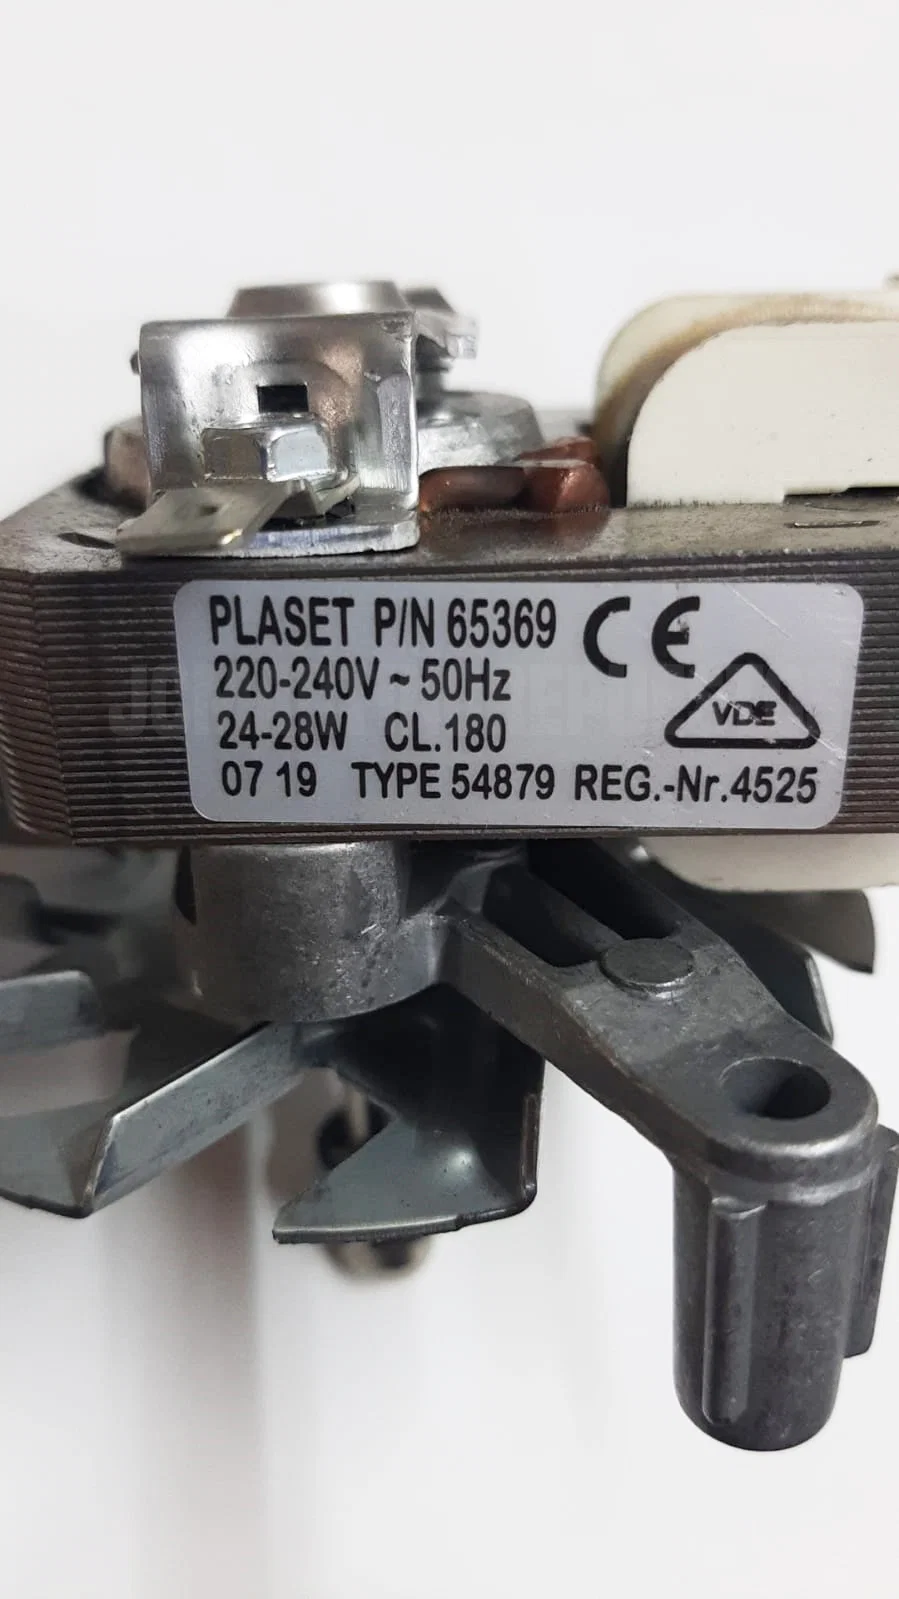 PLASET P/N 65369 CE
220-240V ~ 50Hz
VDE
24-28W CL.180
07 19 TYPE 54879 REG.-Nr.4525